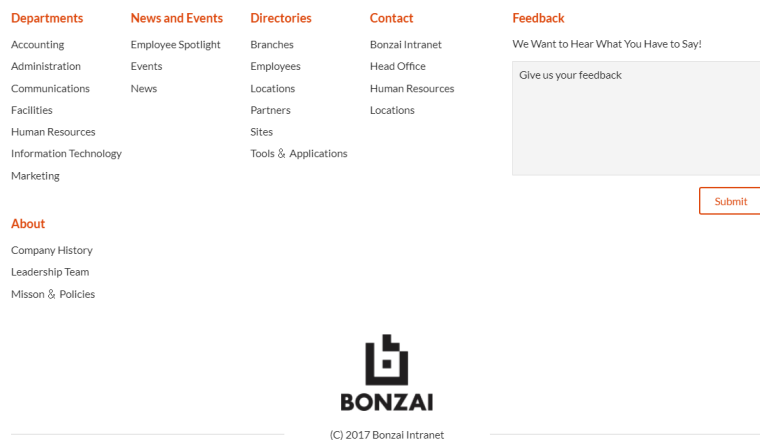 Departments
Accounting
Administration
Communications
Facilities
Human Resources
Information Technology
Marketing
News and Events
Employee Spotlight
Events
News
Directories
Branches
Employees
Locations
Partners
Sites
Tools & Applications
Contact
Bonzai Intranet
Head Office
Human Resources
Locations
Feedback
We Want to Hear What You Have to Say!
Give us your feedback
Submit
About
Company History
Leadership Team
Misson & Policies
BONZAI
(C) 2017 Bonzai Intranet